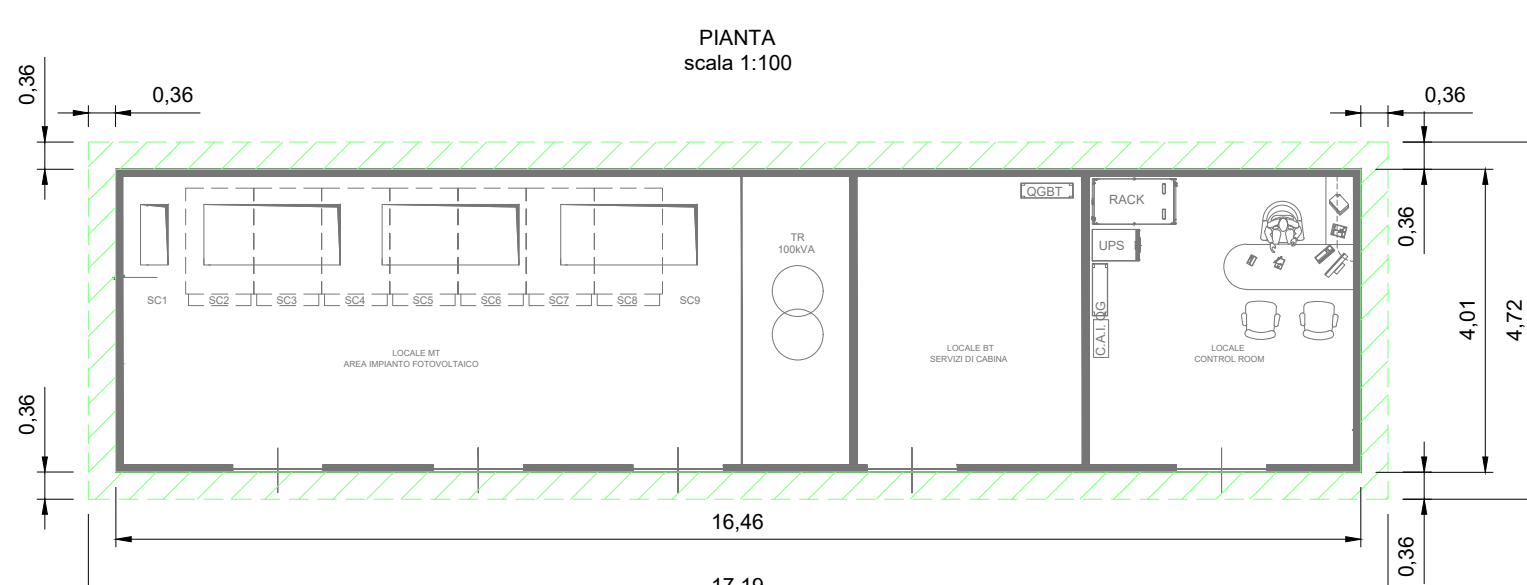 PIANTA
scala 1:100
0,36
0,36
0,36
0,36
QGBT
RACK
UPS
TR
100kVA
SC1
SC2
SC3
SC4
SC5
SC6
SC7
SC8
SC9
QG
C.A.I.
LOCALE MT
AREA IMPIANTO FOTOVOLTAICO
LOCALE BT
SERVIZI DI CABINA
LOCALE
CONTROL ROOM
4,01
4,72
0,36
16,46
0,36
17,19